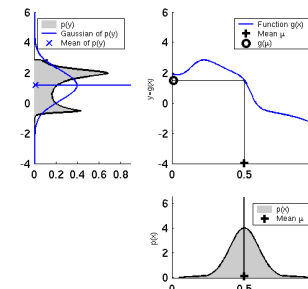 6
4
2
0
-2
-4
0 0.2 0.4 0.6 0.8
p(y)
Gaussian of p(y)
Mean of p(y)
6
4
2
0
-2
-4
0.5
y=g(x)
Function g(x)
Mean μ
g(μ)
6
4
2
0
0 0.5
p(x)
p(x)
Mean μ